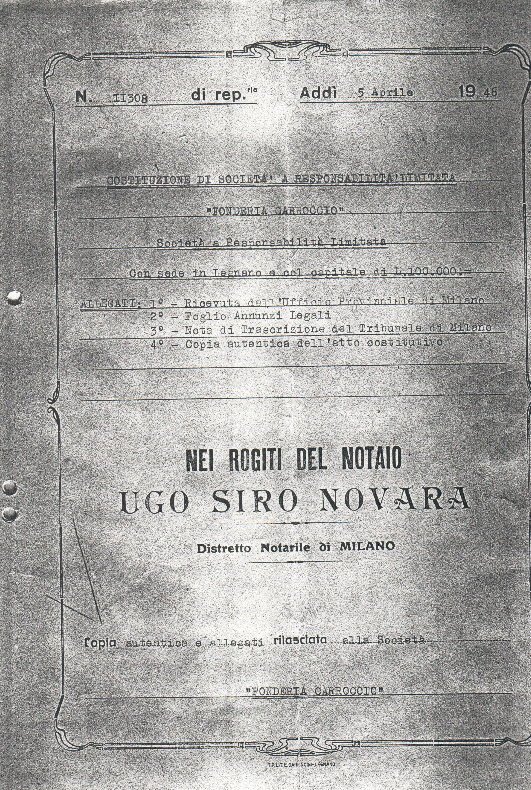 N. 11308 di rep.rio Addì 5 Aprile 1946
COSTITUZIONE DI SOCIETA' A RESPONSABILITA' LIMITATA
"FONDERIA CARROCCIO"
Società a Responsabilità Limitata
Con sede in Legnano e col capitale di L.100.000.=
ALLEGATI: 1° - Ricevuta dell'Ufficio Provinciale di Milano
2° - Foglio Annunzi Legali
3° - Nota di Trascrizione del Tribunale di Milano
4° - Copia autentica dell'atto costitutivo
NEI ROGITI DEL NOTAIO
UGO SIRO NOVARA
Distretto Notarile di MILANO
Copia autentica e allegati rilasciata alla Società
"FONDERIA CARROCCIO"